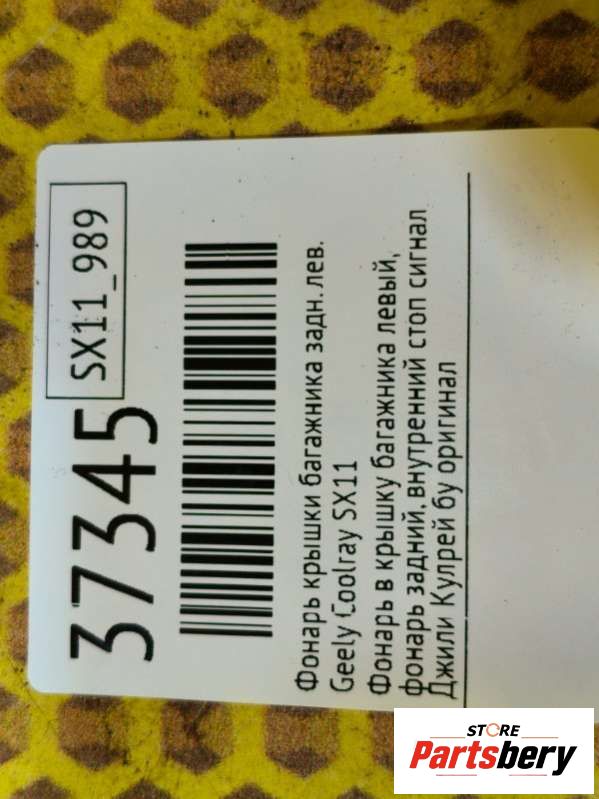 37345 SX11_989
Фонарь крышки багажника задн. лев.
Geely Coolray SX11
Фонарь в крышку багажника левый,
фонарь задний, внутренний стоп сигнал
Джили Кулрей бу оригинал
STORE
Partsbery